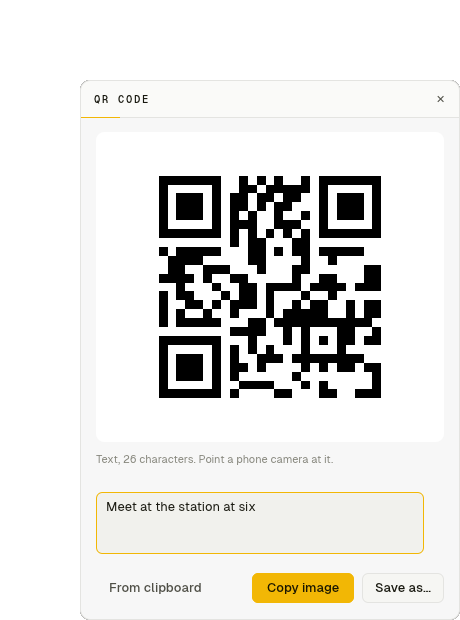 QR CODE
×
Text, 26 characters. Point a phone camera at it.
Meet at the station at six
From clipboard
Copy image
Save as...